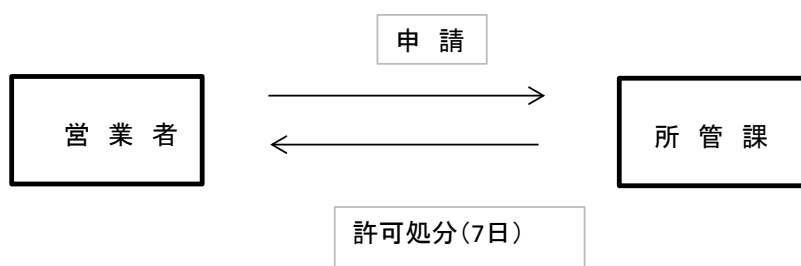 申 請
営 業 者
所 管 課
許可処分(7日)